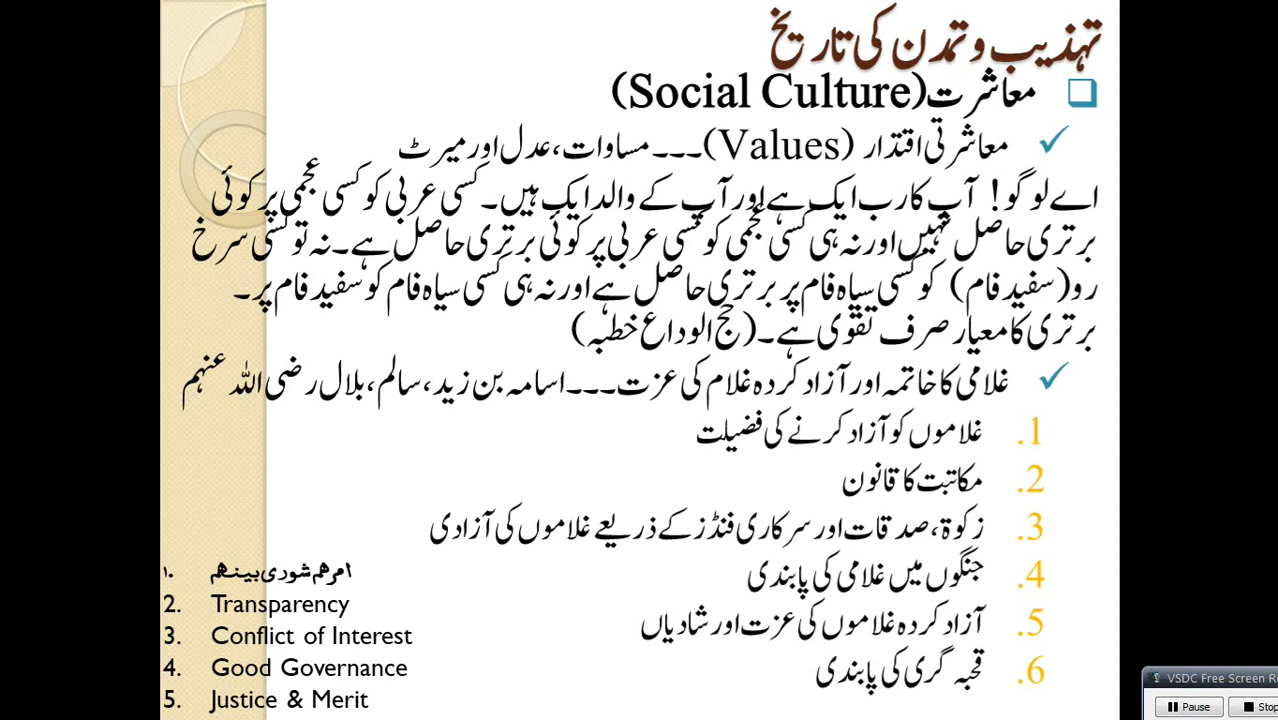 تہذیب و تمدن کی تاریخ
معاشرت (Social Culture)
معاشرتی اقتدار (Values)۔۔۔مساوات، عدل اور میرٹ
اے لوگو! آپ کا رب ایک ہے اور آپ کے والد ایک ہیں۔ کسی عربی کو کسی عجمی پر کوئی
برتری حاصل نہیں اور نہ ہی کسی عجمی کو کسی عربی پر کوئی برتری حاصل ہے۔ نہ تو کسی سرخ
رو (سفید فام) کو کسی سیاہ فام پر برتری حاصل ہے اور نہ ہی کسی سیاہ فام کو سفید فام پر۔
برتری کا معیار صرف تقوی ہے۔ (حج الوداع خطبہ)
غلامی کا خاتمہ اور آزاد کردہ غلام کی عزت۔۔۔اسامہ بن زید، سالم، بلال رضی اللہ عنہم
1. غلاموں کو آزاد کرنے کی فضیلت
2. مکاتبت کا قانون
3. زکوۃ، صدقات اور سرکاری فنڈز کے ذریعے غلاموں کی آزادی
4. جنگوں میں غلامی کی پابندی
5. آزاد کردہ غلاموں کی عزت اور شادیاں
6. قحبہ گری کی پابندی
۱. امرهم شوری بینهم
2. Transparency
3. Conflict of Interest
4. Good Governance
5. Justice & Merit
VSDC Free Screen Re
Pause
Stop